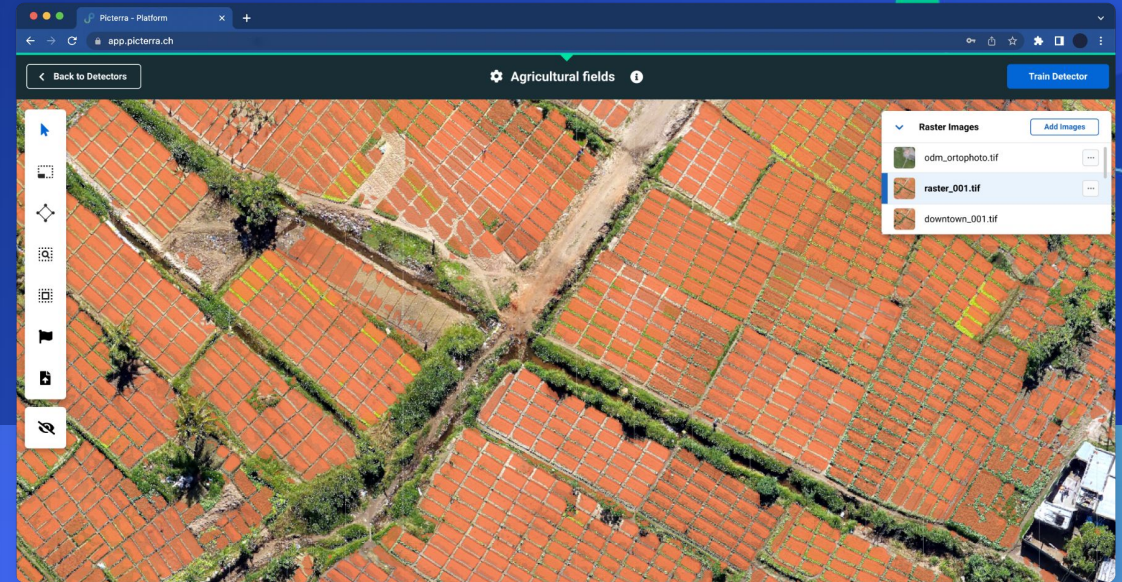 Picterra - Platform
app.picterra.ch
Back to Detectors
Agricultural fields
Train Detector
Raster Images
Add Images
odm_ortophoto.tif
raster_001.tif
downtown_001.tif